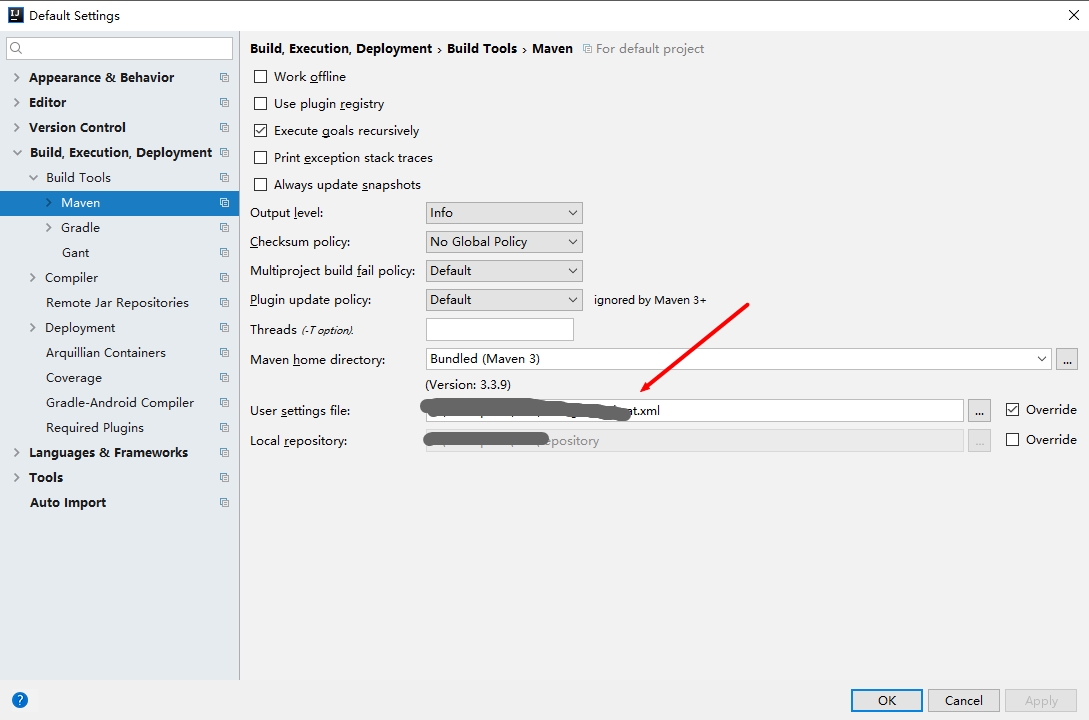 Default Settings
Build, Execution, Deployment › Build Tools › Maven For default project
Appearance & Behavior
Editor
Version Control
Build, Execution, Deployment
Build Tools
Maven
Gradle
Gant
Compiler
Remote Jar Repositories
Deployment
Arquillian Containers
Coverage
Gradle-Android Compiler
Required Plugins
Languages & Frameworks
Tools
Auto Import
Work offline
Use plugin registry
Execute goals recursively
Print exception stack traces
Always update snapshots
Output level: Info
Checksum policy: No Global Policy
Multiproject build fail policy: Default
Plugin update policy: Default ignored by Maven 3+
Threads (-T option).
Maven home directory: Bundled (Maven 3) ...
(Version: 3.3.9)
User settings file: .xml ... Override
Local repository: pository ... Override
? OK Cancel Apply